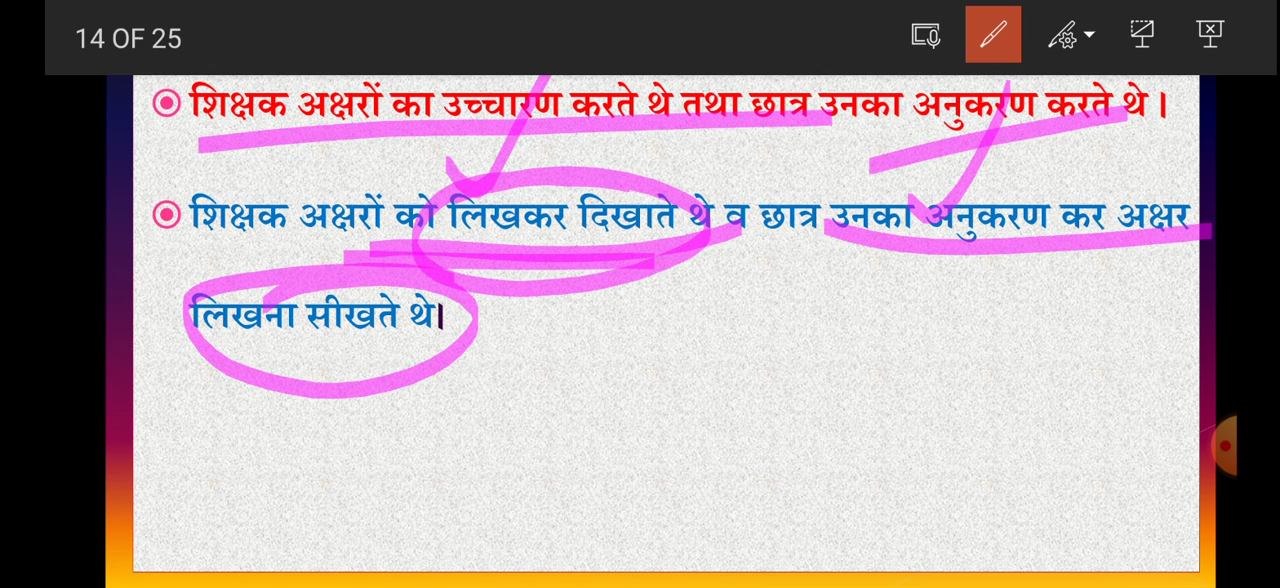 14 OF 25
शिक्षक अक्षरों का उच्चारण करते थे तथा छात्र उनका अनुकरण करते थे ।
शिक्षक अक्षरों को लिखकर दिखाते थे व छात्र उनका अनुकरण कर अक्षर
लिखना सीखते थे।